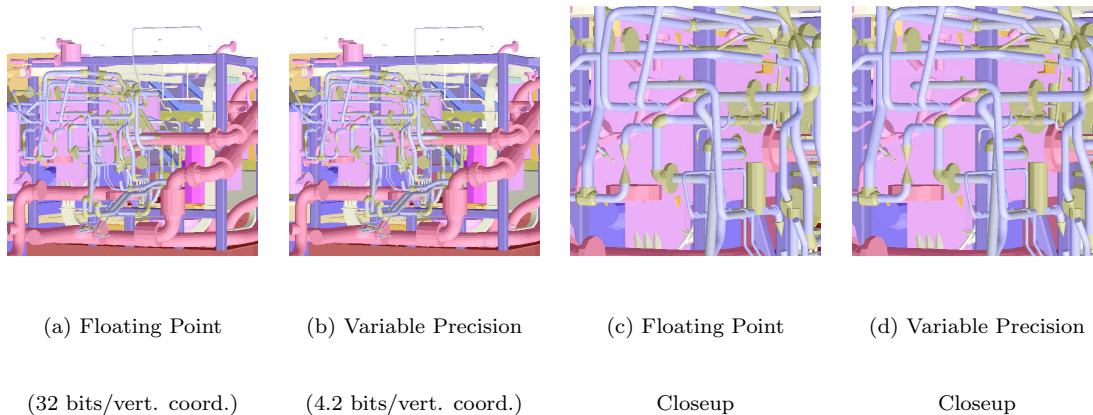 (a) Floating Point
(b) Variable Precision
(c) Floating Point
(d) Variable Precision
(32 bits/vert. coord.)
(4.2 bits/vert. coord.)
Closeup
Closeup